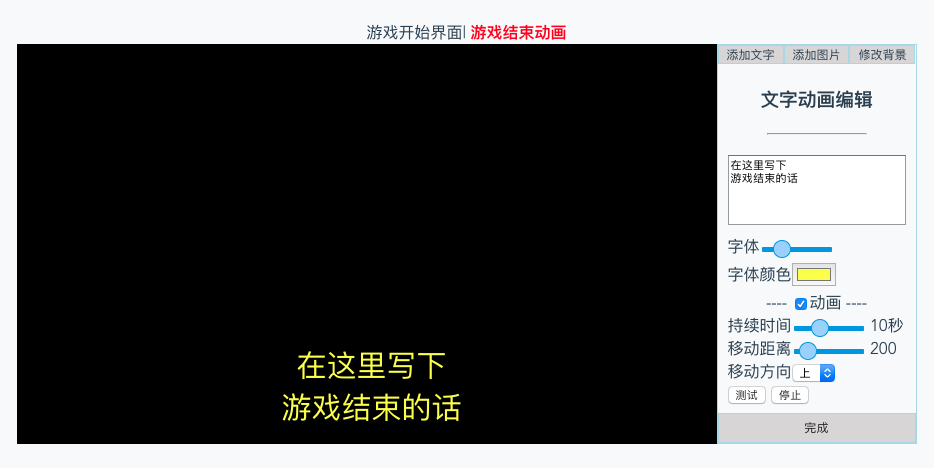 游戏开始界面| 游戏结束动画
添加文字 添加图片 修改背景
文字动画编辑
在这里写下
游戏结束的话
字体
字体颜色
---- 动画 ----
持续时间 10秒
移动距离 200
移动方向 上
测试 停止
完成
在这里写下
游戏结束的话